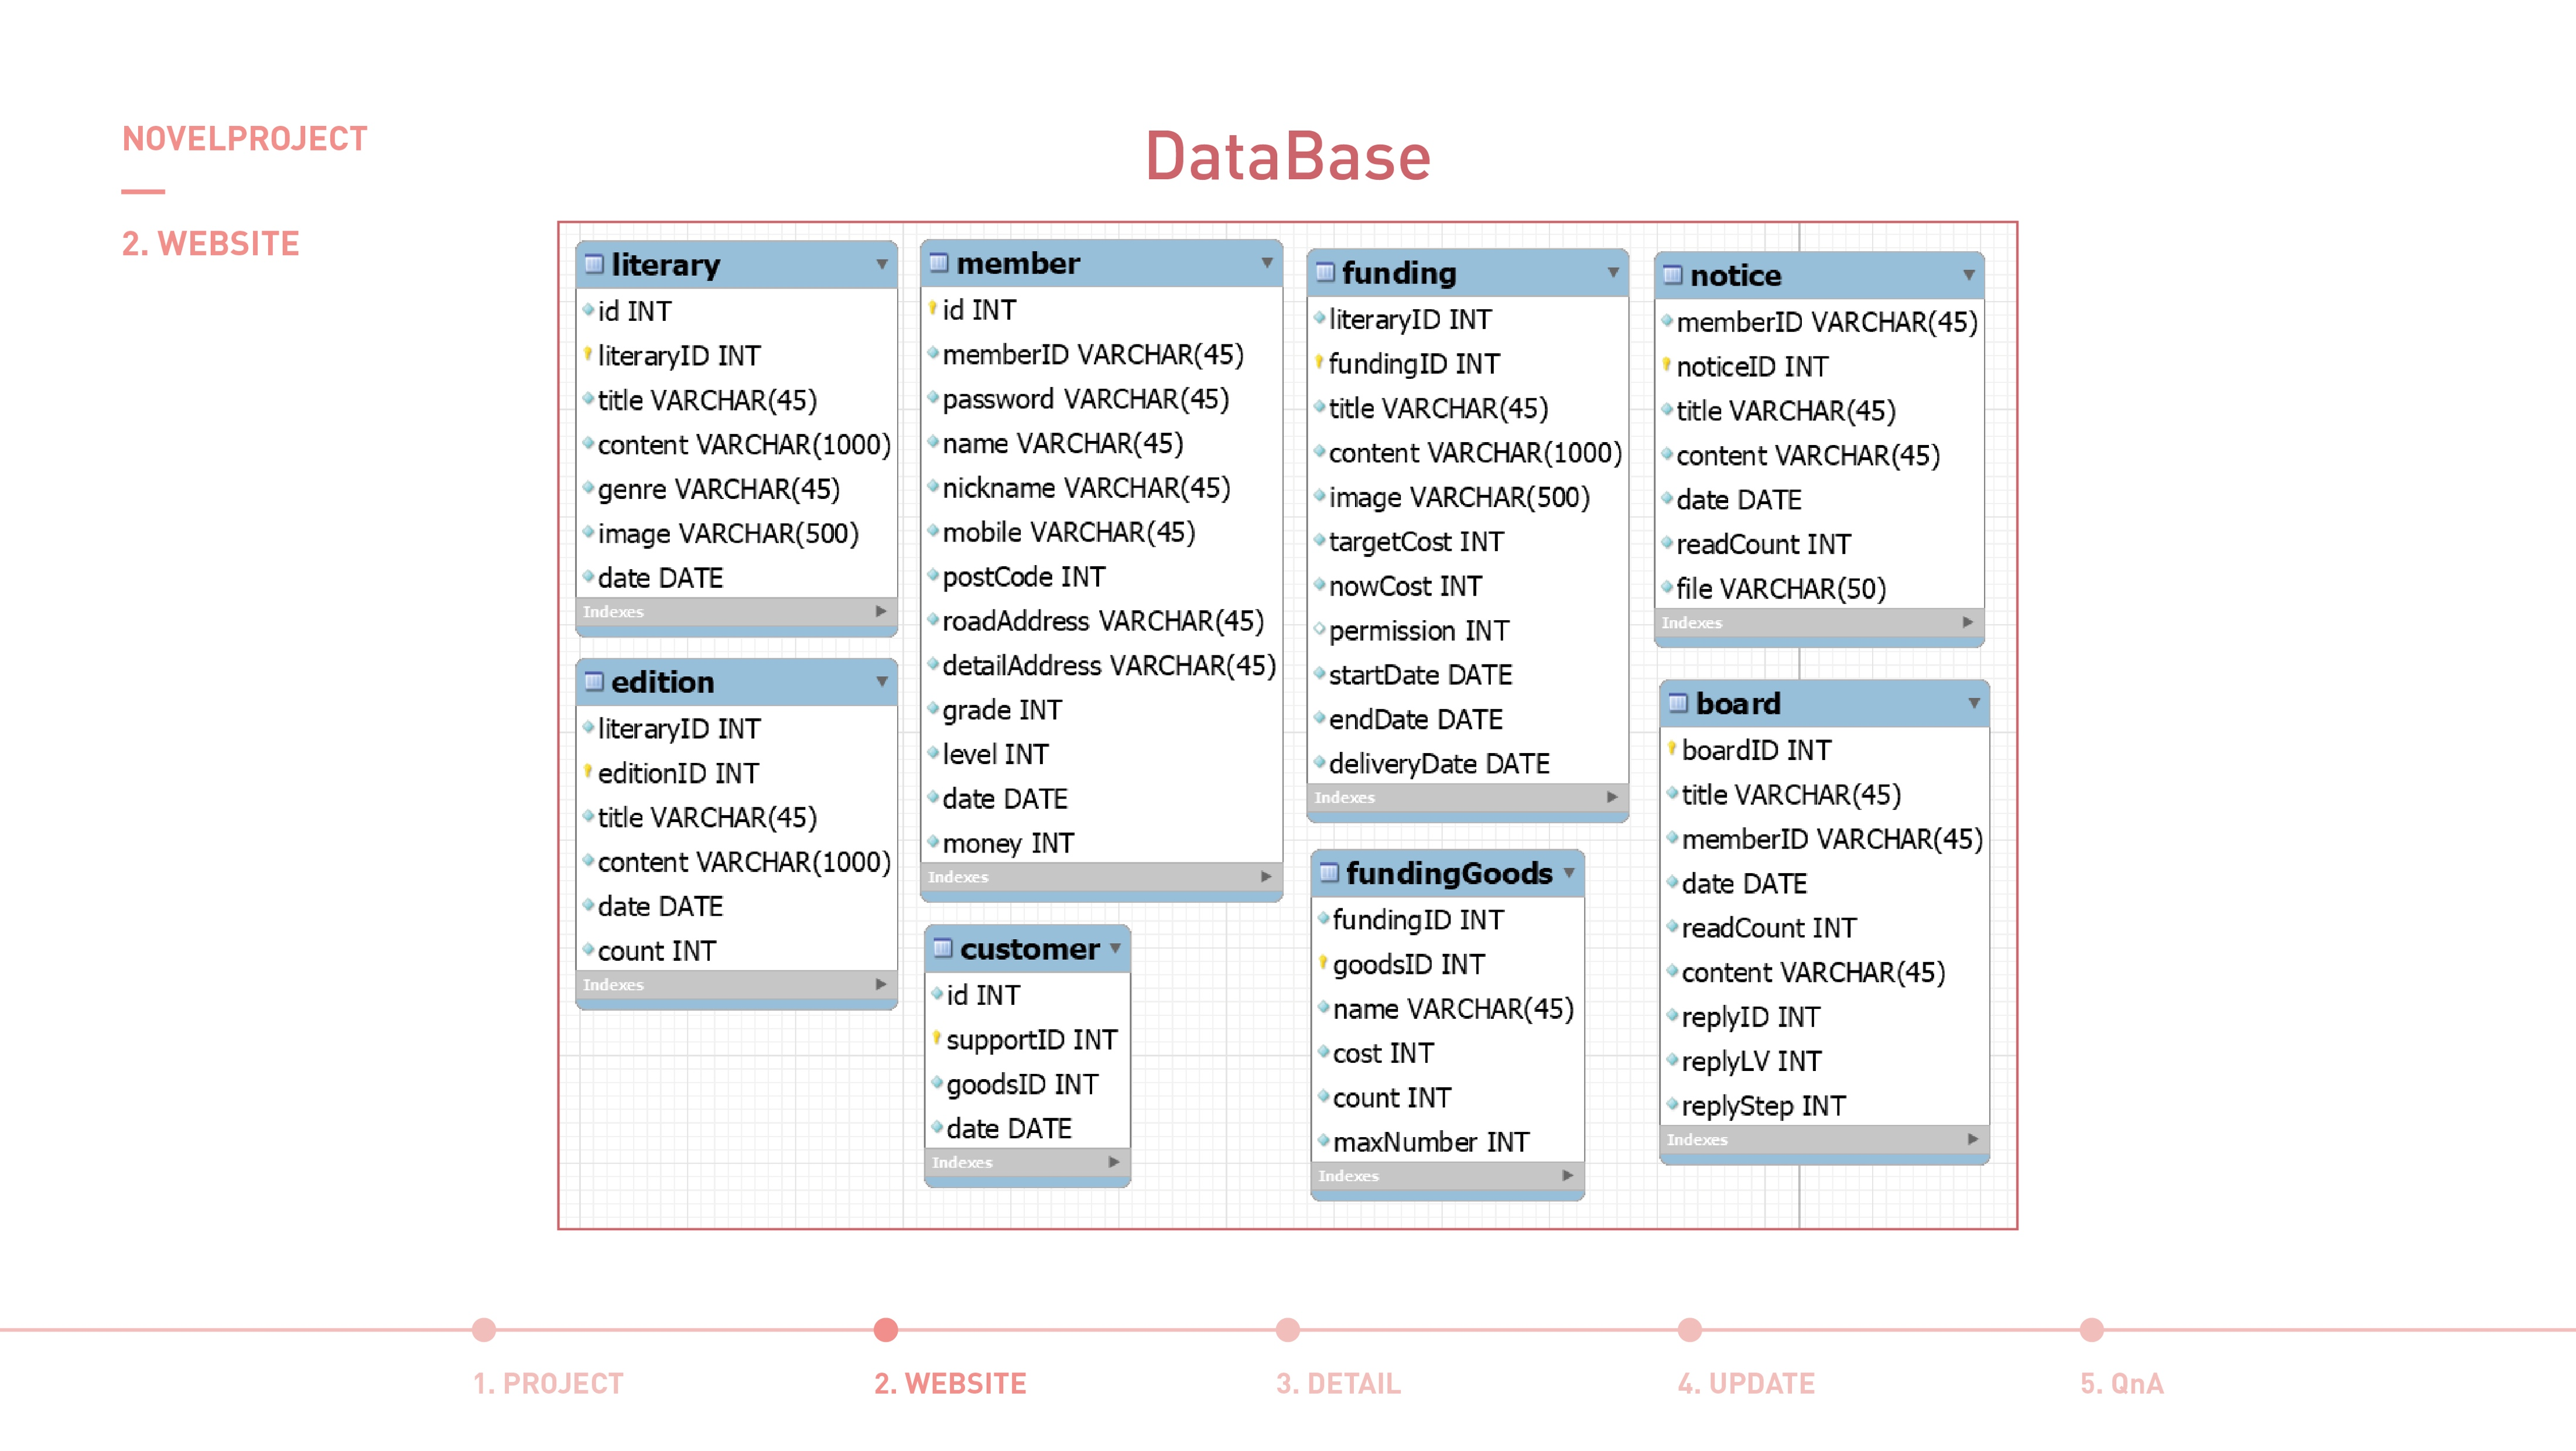 NOVELPROJECT
2. WEBSITE
DataBase
literary
id INT
literaryID INT
title VARCHAR(45)
content VARCHAR(1000)
genre VARCHAR(45)
image VARCHAR(500)
date DATE
Indexes
edition
literaryID INT
editionID INT
title VARCHAR(45)
content VARCHAR(1000)
date DATE
count INT
Indexes
member
id INT
memberID VARCHAR(45)
password VARCHAR(45)
name VARCHAR(45)
nickname VARCHAR(45)
mobile VARCHAR(45)
postCode INT
roadAddress VARCHAR(45)
detailAddress VARCHAR(45)
grade INT
level INT
date DATE
money INT
Indexes
customer
id INT
supportID INT
goodsID INT
date DATE
Indexes
funding
literaryID INT
fundingID INT
title VARCHAR(45)
content VARCHAR(1000)
image VARCHAR(500)
targetCost INT
nowCost INT
permission INT
startDate DATE
endDate DATE
deliveryDate DATE
Indexes
fundingGoods
fundingID INT
goodsID INT
name VARCHAR(45)
cost INT
count INT
maxNumber INT
Indexes
notice
memberID VARCHAR(45)
noticeID INT
title VARCHAR(45)
content VARCHAR(45)
date DATE
readCount INT
file VARCHAR(50)
Indexes
board
boardID INT
title VARCHAR(45)
memberID VARCHAR(45)
date DATE
readCount INT
content VARCHAR(45)
replyID INT
replyLV INT
replyStep INT
Indexes
1. PROJECT
2. WEBSITE
3. DETAIL
4. UPDATE
5. QnA